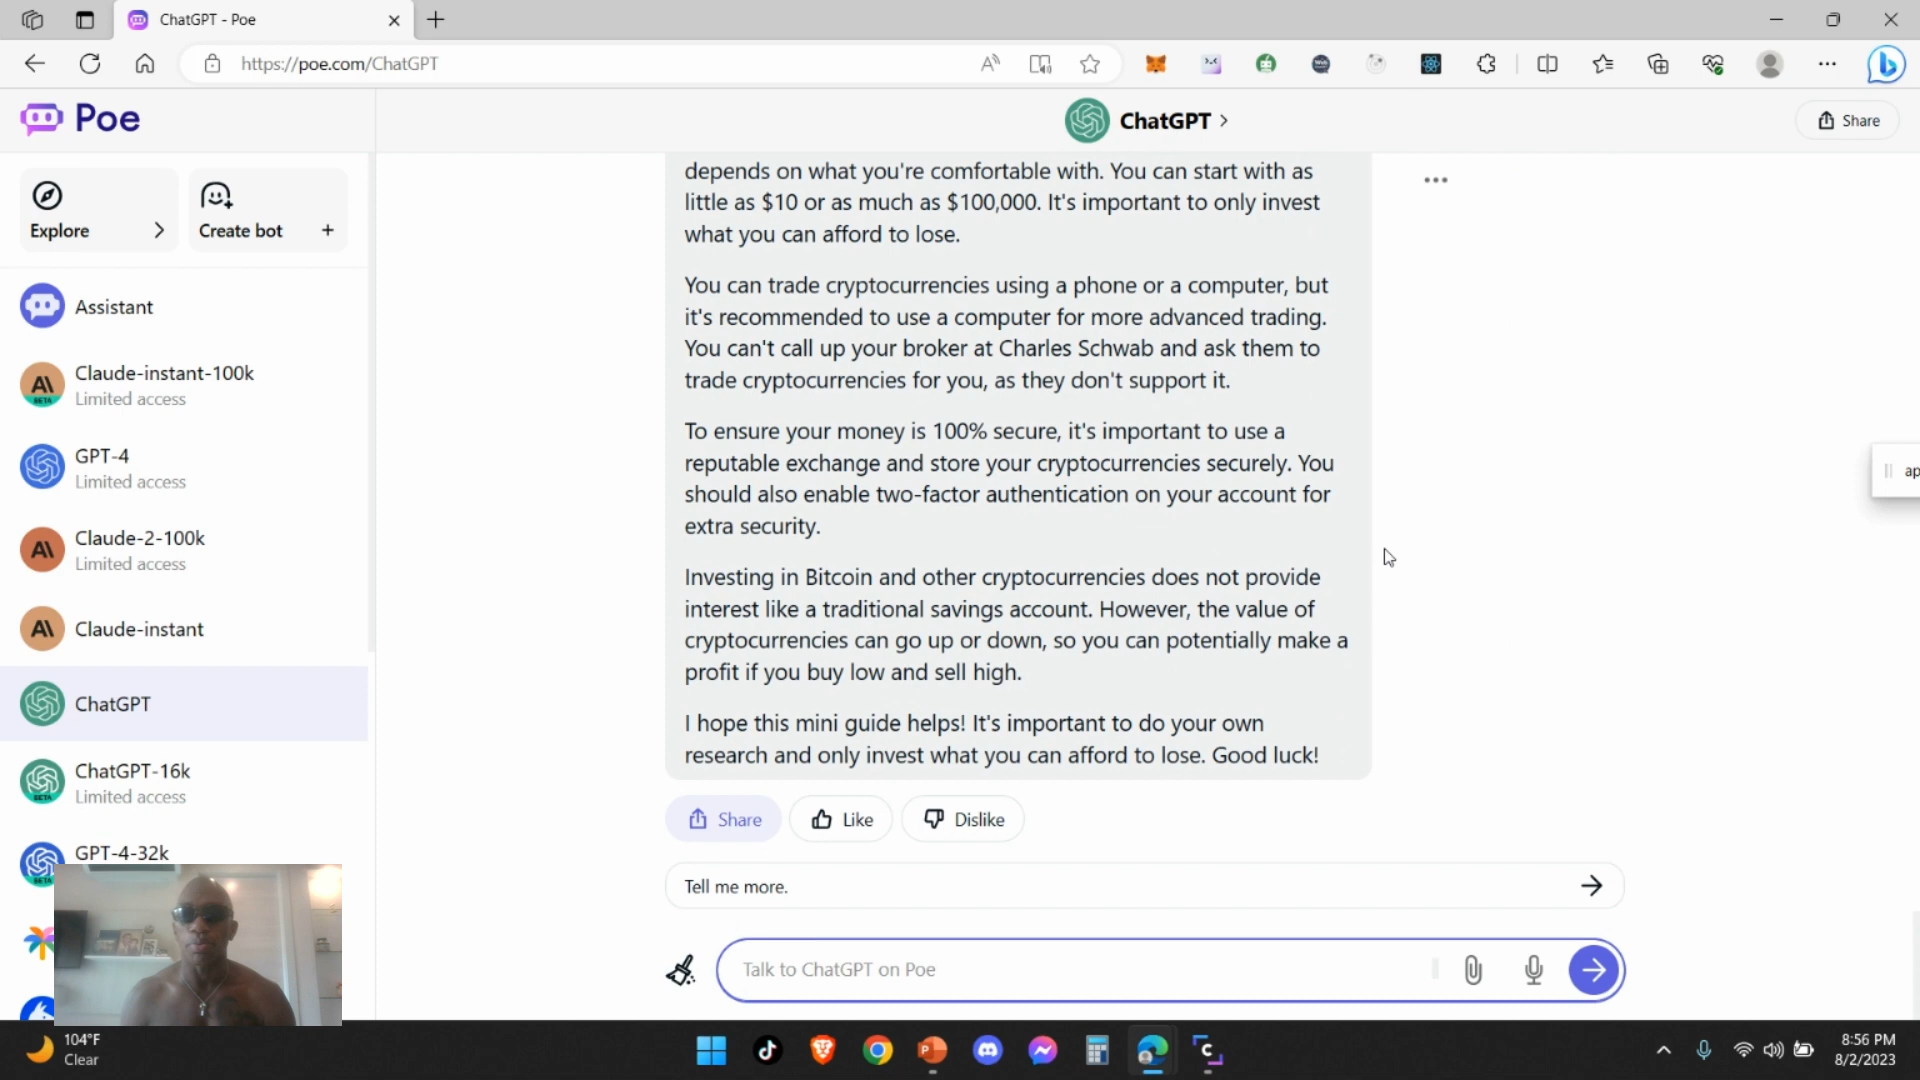 ChatGPT - Poe
https://poe.com/ChatGPT
Poe
ChatGPT
Share
Explore
Create bot
Assistant
Claude-instant-100k
Limited access
GPT-4
Limited access
Claude-2-100k
Limited access
Claude-instant
ChatGPT
ChatGPT-16k
Limited access
GPT-4-32k
depends on what you're comfortable with. You can start with as
little as $10 or as much as $100,000. It's important to only invest
what you can afford to lose.
You can trade cryptocurrencies using a phone or a computer, but
it's recommended to use a computer for more advanced trading.
You can't call up your broker at Charles Schwab and ask them to
trade cryptocurrencies for you, as they don't support it.
To ensure your money is 100% secure, it's important to use a
reputable exchange and store your cryptocurrencies securely. You
should also enable two-factor authentication on your account for
extra security.
Investing in Bitcoin and other cryptocurrencies does not provide
interest like a traditional savings account. However, the value of
cryptocurrencies can go up or down, so you can potentially make a
profit if you buy low and sell high.
I hope this mini guide helps! It's important to do your own
research and only invest what you can afford to lose. Good luck!
Share
Like
Dislike
Tell me more.
Talk to ChatGPT on Poe
ap
104°F
Clear
8:56 PM
8/2/2023